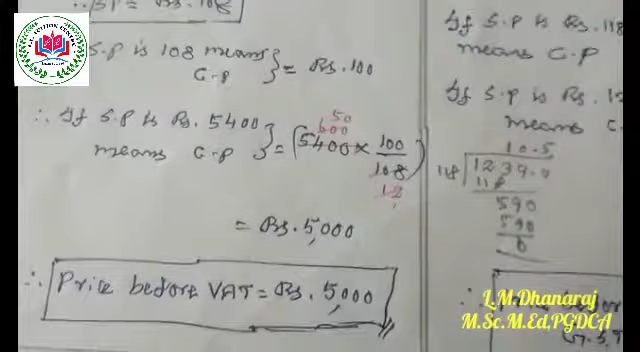 ∴ S.P = Rs. 108
S.P is 108 means
C.P } = Rs. 100
∴ If S.P is Rs. 5400
means C.P } = (5400 × 100/108)
50
600
12
= Rs. 5,000
∴ Price before VAT = Rs. 5,000
If S.P is Rs. 118
means C.P
If S.P is Rs. 12
means C.
10.5
118 ) 1239.0
118
590
590
0
L.M.Dhanaraj
M.Sc.M.Ed,PGDCA